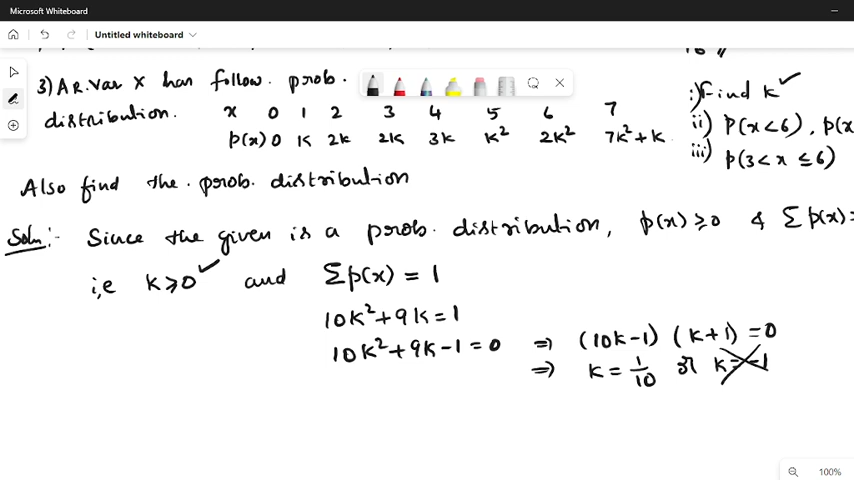 Microsoft Whiteboard
Untitled whiteboard
3) A R.Var X has follow. prob.
distribution.
x 0 1 2 3 4 5 6 7
p(x) 0 k 2k 2k 3k k² 2k² 7k²+k
i) Find k ✓
ii) P(x<6), p(x
iii) P(3<x≤6)
Also find the prob. distribution
Soln:- Since the given is a prob. distribution, p(x)≥0 & Σp(x)=
i,e k≥0 ✓ and Σp(x) = 1
10k²+9k=1
10k²+9k-1=0 ⇒ (10k-1) (k+1) =0
⇒ k = 1/10 or k=-1
100%